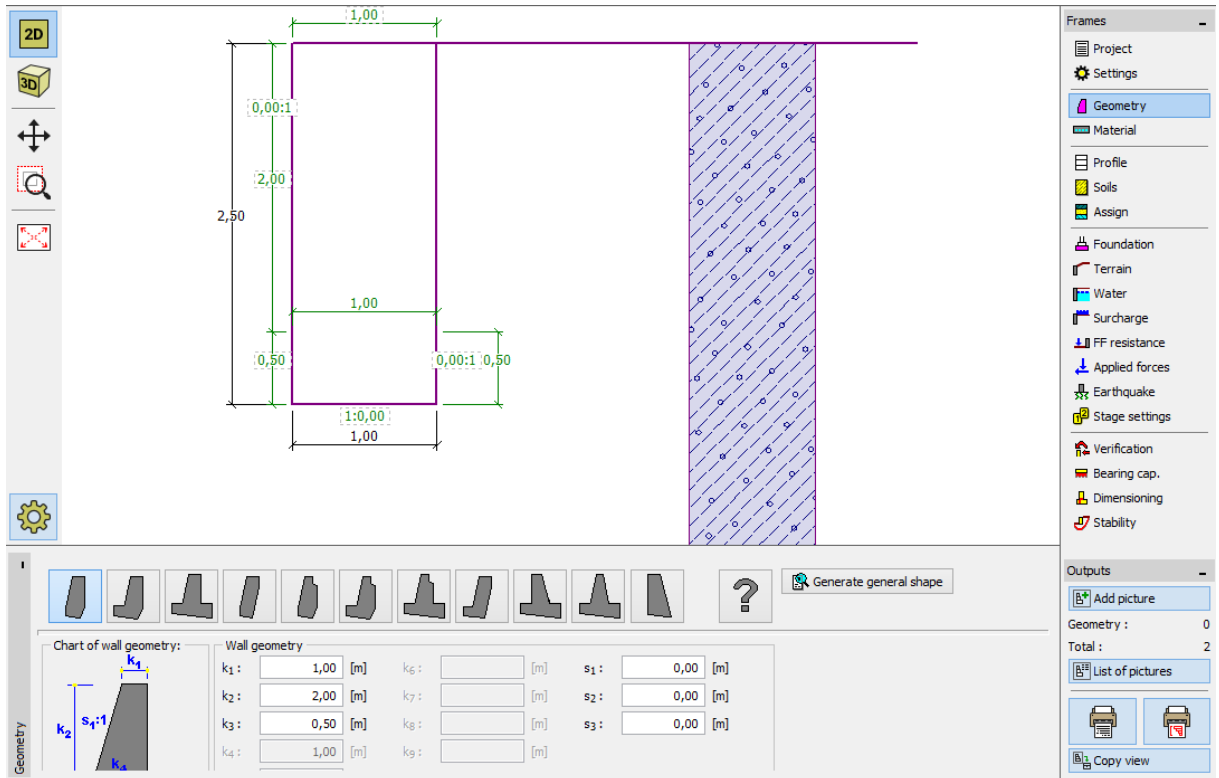 2D
3D
1,00
0,00:1
2,00
2,50
1,00
0,50
0,00:1
0,50
1:0,00
1,00
Frames
Project
Settings
Geometry
Material
Profile
Soils
Assign
Foundation
Terrain
Water
Surcharge
FF resistance
Applied forces
Earthquake
Stage settings
Verification
Bearing cap.
Dimensioning
Stability
Outputs
Add picture
Geometry : 0
Total : 2
List of pictures
Copy view
Geometry
?
Generate general shape
Chart of wall geometry:
k1
k2
s1:1
k4
Wall geometry
k1 : 1,00 [m] k6 : [m] s1 : 0,00 [m]
k2 : 2,00 [m] k7 : [m] s2 : 0,00 [m]
k3 : 0,50 [m] k8 : [m] s3 : 0,00 [m]
k4 : 1,00 [m] k9 : [m]